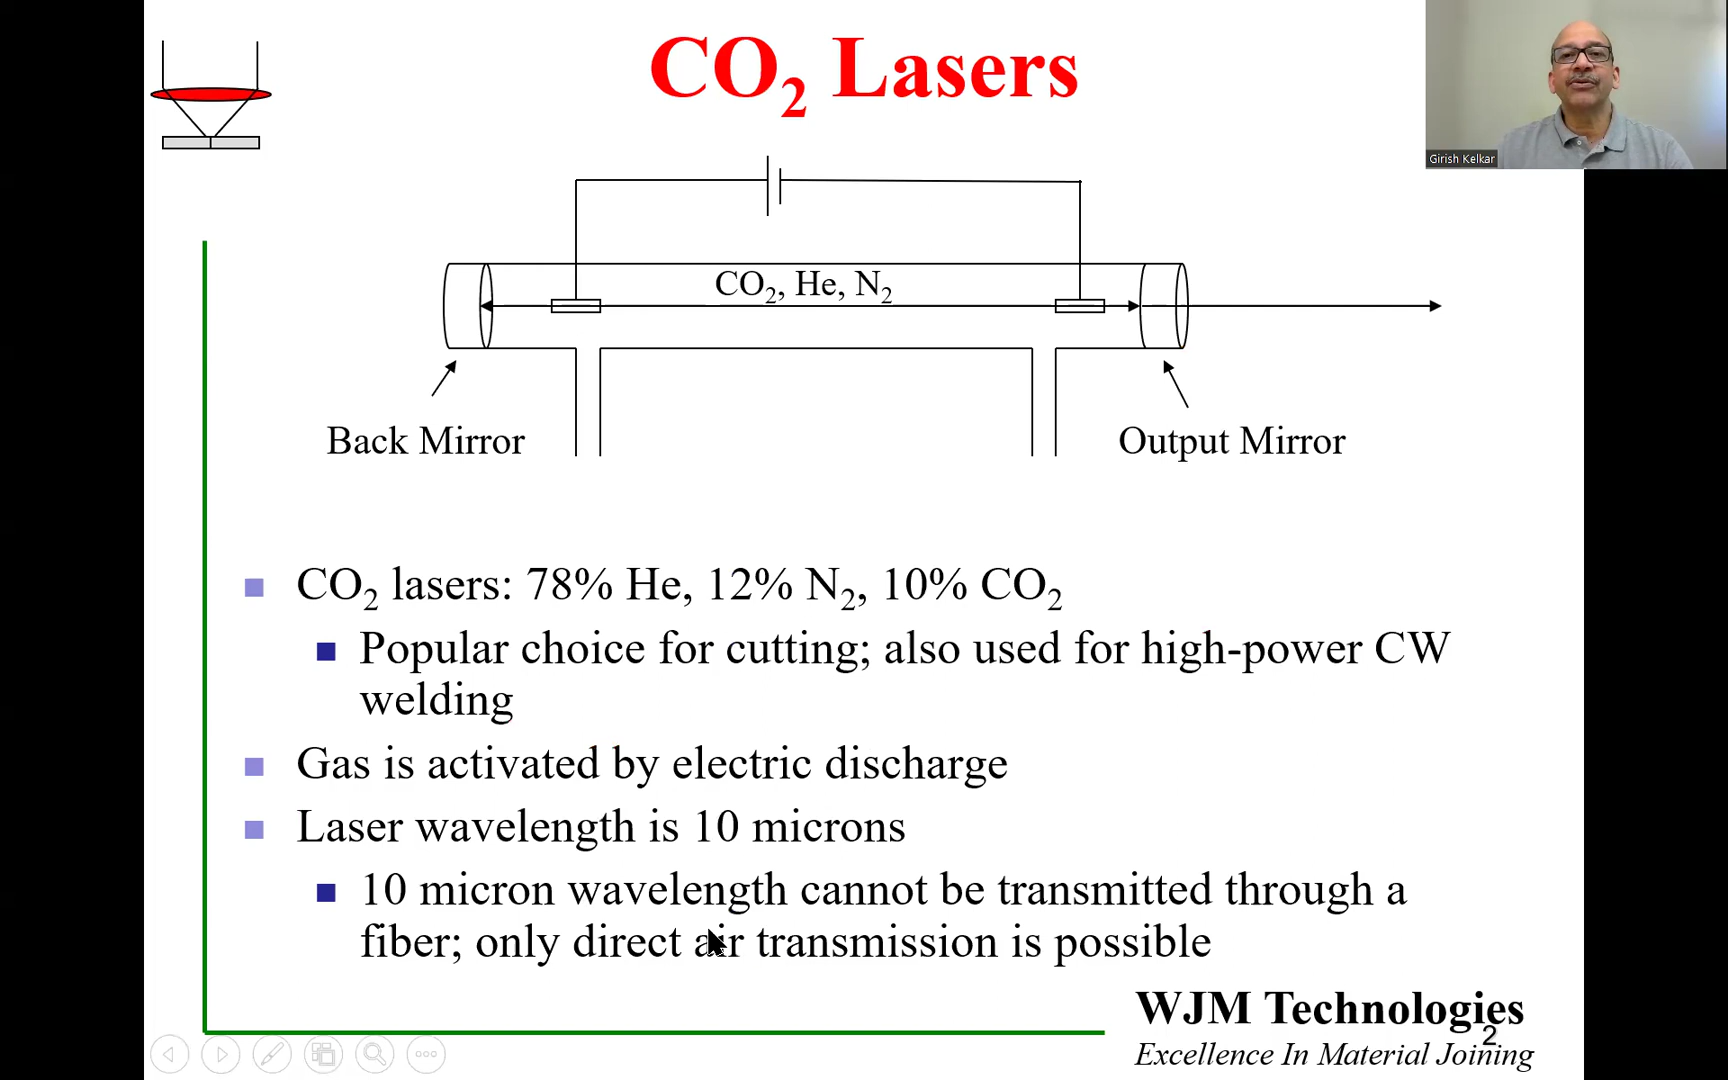 CO₂ Lasers
Girish Kelkar
CO₂, He, N₂
Back Mirror
Output Mirror
CO₂ lasers: 78% He, 12% N₂, 10% CO₂
Popular choice for cutting; also used for high-power CW
welding
Gas is activated by electric discharge
Laser wavelength is 10 microns
10 micron wavelength cannot be transmitted through a
fiber; only direct air transmission is possible
WJM Technologies
2
Excellence In Material Joining